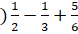 ) 1/2 − 1/3 + 5/6